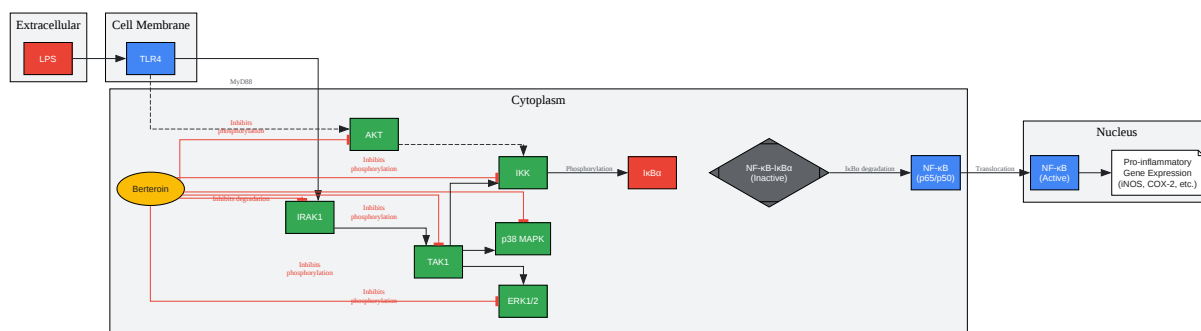 Extracellular
LPS
Cell Membrane
TLR4
MyD88
Cytoplasm
Inhibits
phosphorylation
AKT
Inhibits
phosphorylation
IKK
Phosphorylation
IκBα
NF-κB-IκBα
(Inactive)
IκBα degradation
NF-κB
(p65/p50)
Translocation
Nucleus
NF-κB
(Active)
Pro-inflammatory
Gene Expression
(iNOS, COX-2, etc.)
Berteroin
Inhibits degradation
IRAK1
Inhibits
phosphorylation
p38 MAPK
TAK1
Inhibits
phosphorylation
Inhibits
phosphorylation
ERK1/2